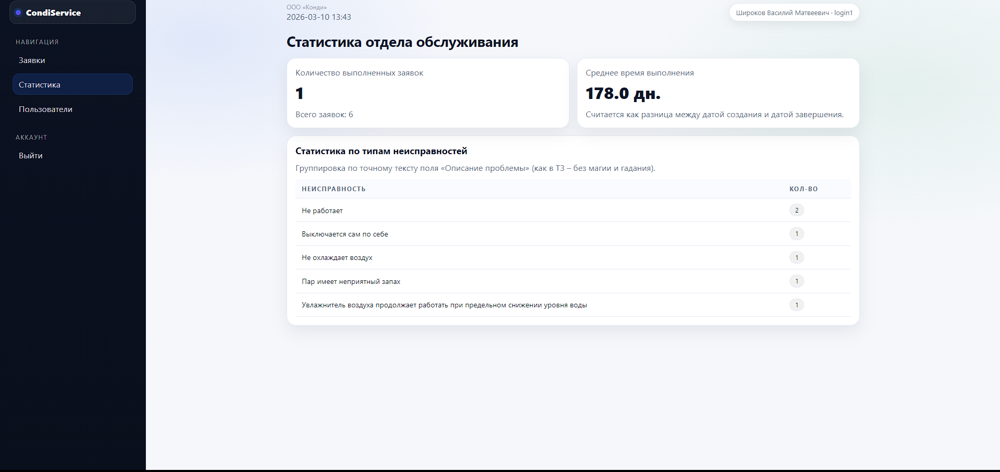 CondiService
НАВИГАЦИЯ
Заявки
Статистика
Пользователи
АККАУНТ
Выйти
ООО «Конди»
2026-03-10 13:43
Широков Василий Матвеевич · login1
Статистика отдела обслуживания
Количество выполненных заявок
1
Всего заявок: 6
Среднее время выполнения
178.0 дн.
Считается как разница между датой создания и датой завершения.
Статистика по типам неисправностей
Группировка по точному тексту поля «Описание проблемы» (как в ТЗ – без магии и гадания).
НЕИСПРАВНОСТЬ КОЛ-ВО
Не работает 2
Выключается сам по себе 1
Не охлаждает воздух 1
Пар имеет неприятный запах 1
Увлажнитель воздуха продолжает работать при предельном снижении уровня воды 1